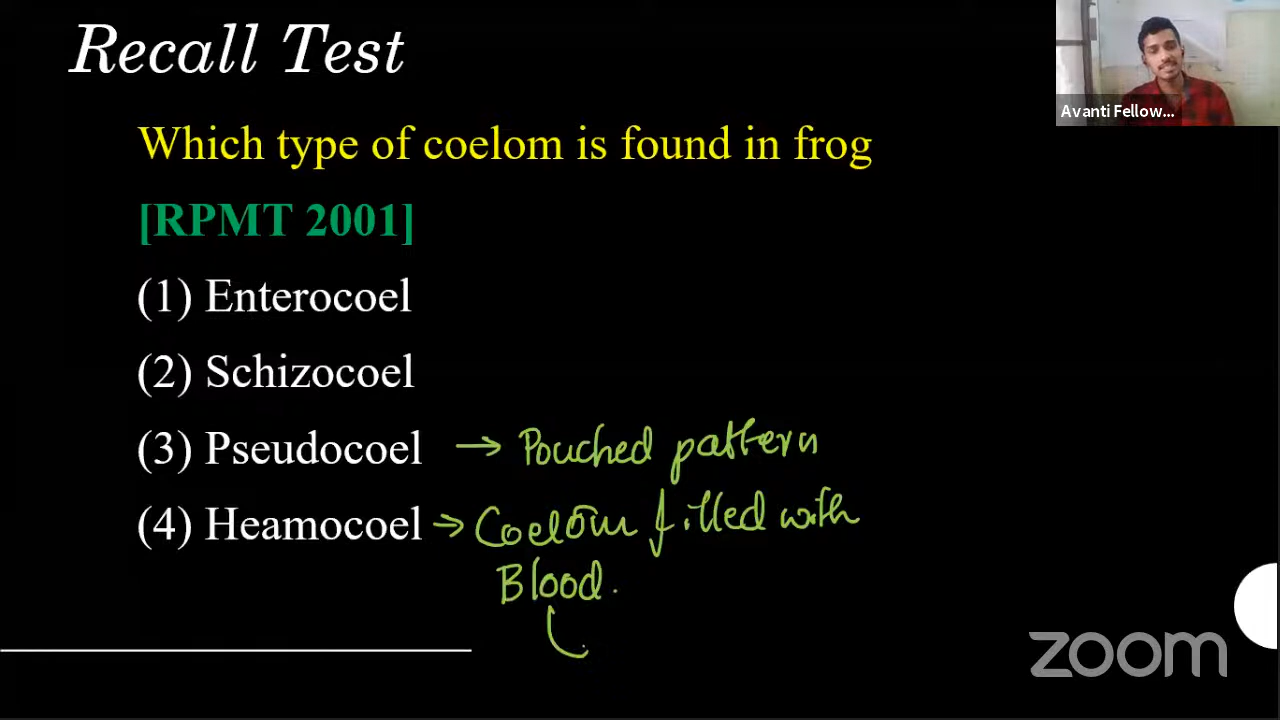 Recall Test
Avanti Fellow...
Which type of coelom is found in frog
[RPMT 2001]
(1) Enterocoel
(2) Schizocoel
(3) Pseudocoel → Pouched pattern
(4) Heamocoel → Coelom filled with
Blood.
zoom